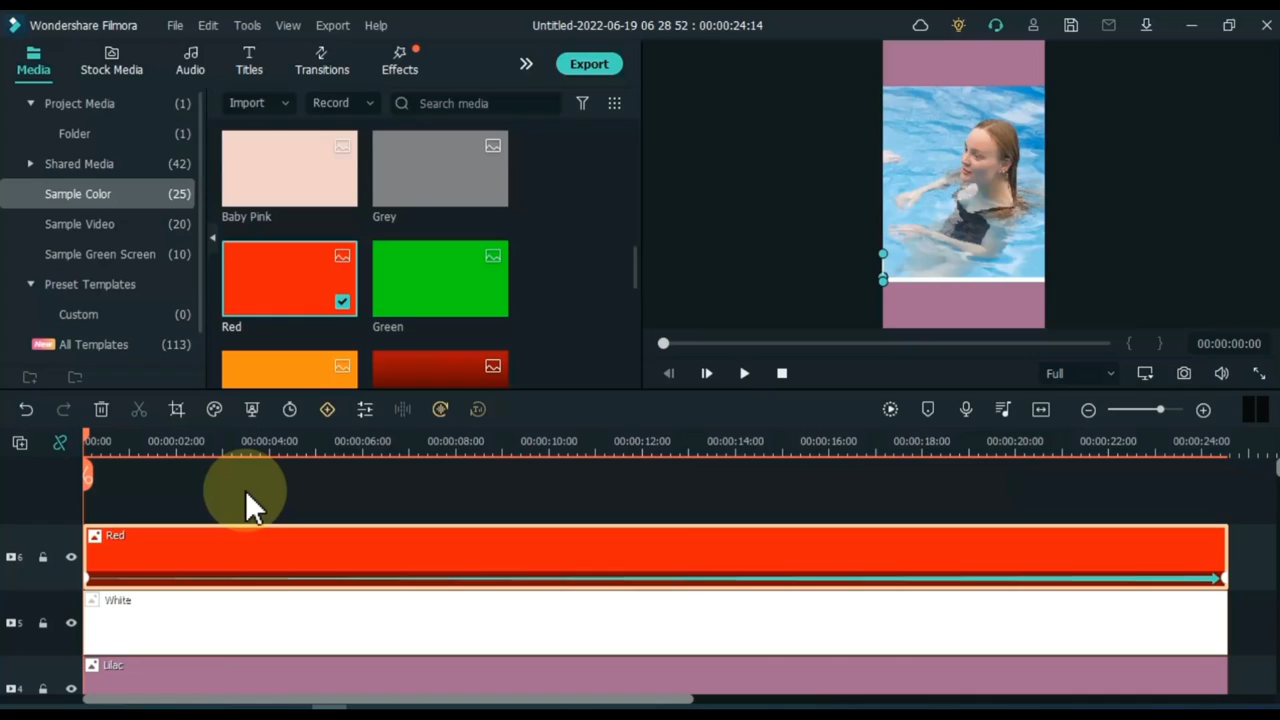 Wondershare Filmora File Edit Tools View Export Help Untitled-2022-06-19 06 28 52 : 00:00:24:14
Media Stock Media Audio Titles Transitions Effects Export
Project Media (1) Import Record Search media
Folder (1)
Shared Media (42)
Sample Color (25)
Baby Pink Grey
Sample Video (20)
Sample Green Screen (10)
Preset Templates
Custom (0)
Red Green
New All Templates (113)
00:00:00:00
Full
00:00 00:00:02:00 00:00:04:00 00:00:06:00 00:00:08:00 00:00:10:00 00:00:12:00 00:00:14:00 00:00:16:00 00:00:18:00 00:00:20:00 00:00:22:00 00:00:24:00
Red
6
White
5
Lilac
4